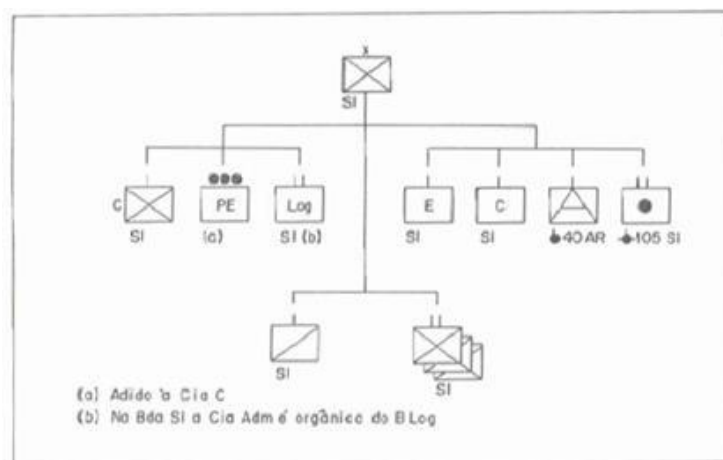 X
SI
C
PE
Log
SI
(a)
SI (b)
E
C
SI
SI
40 AR
105 SI
SI
SI
(a) Adido à Cia C
(b) Na Bda SI a Cia Adm é orgânico do B Log